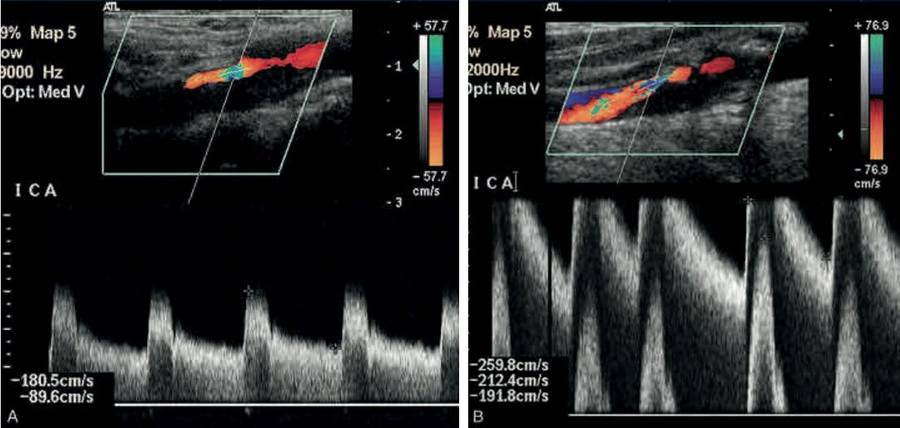 ATL
9% Map 5
ow
9000 Hz
Opt: Med V
+ 57.7
- 1
- 2
- 57.7
cm/s
- 3
I C A
-180.5cm/s
-89.6cm/s
A
ATL
% Map 5
w
2000Hz
Opt: Med V
+ 76.9
- 76.9
cm/s
I C A
-259.8cm/s
-212.4cm/s
-191.8cm/s
B